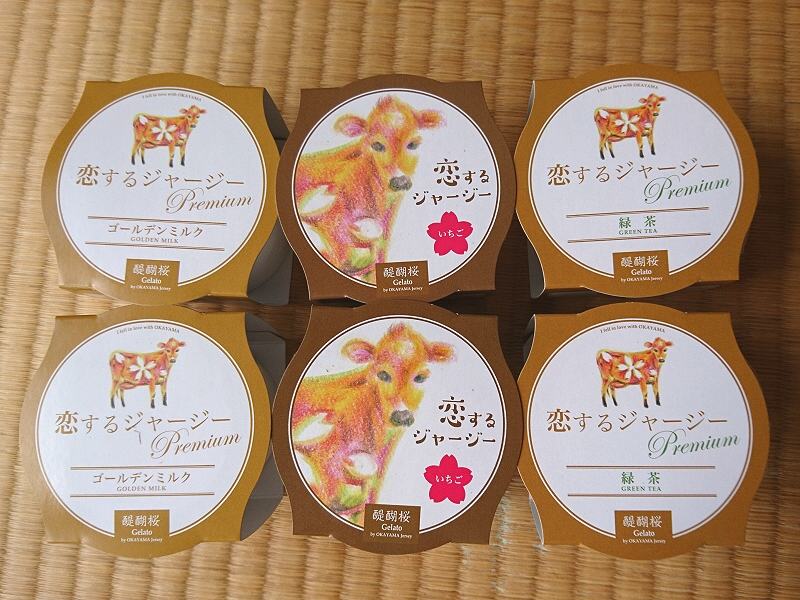 I fell in love with OKAYAMA
恋するジャージー
Premium
ゴールデンミルク
GOLDEN MILK
醍醐桜
Gelato
by OKAYAMA Jersey
恋する
ジャージー
いちご
醍醐桜
Gelato
by OKAYAMA Jersey
I fell in love with OKAYAMA
恋するジャージー
Premium
緑茶
GREEN TEA
醍醐桜
Gelato
by OKAYAMA Jersey
I fell in love with OKAYAMA
恋するジャージー
Premium
ゴールデンミルク
GOLDEN MILK
醍醐桜
Gelato
by OKAYAMA Jersey
恋する
ジャージー
いちご
醍醐桜
Gelato
by OKAYAMA Jersey
I fell in love with OKAYAMA
恋するジャージー
Premium
緑茶
GREEN TEA
醍醐桜
Gelato
by OKAYAMA Jersey